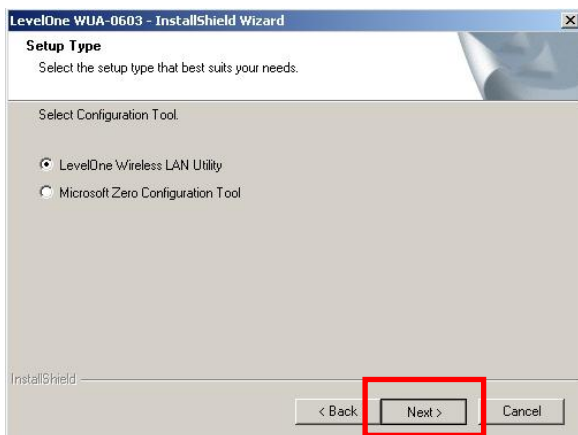 LevelOne WUA-0603 - InstallShield Wizard
Setup Type
Select the setup type that best suits your needs.
Select Configuration Tool.
LevelOne Wireless LAN Utility
Microsoft Zero Configuration Tool
InstallShield
< Back Next > Cancel